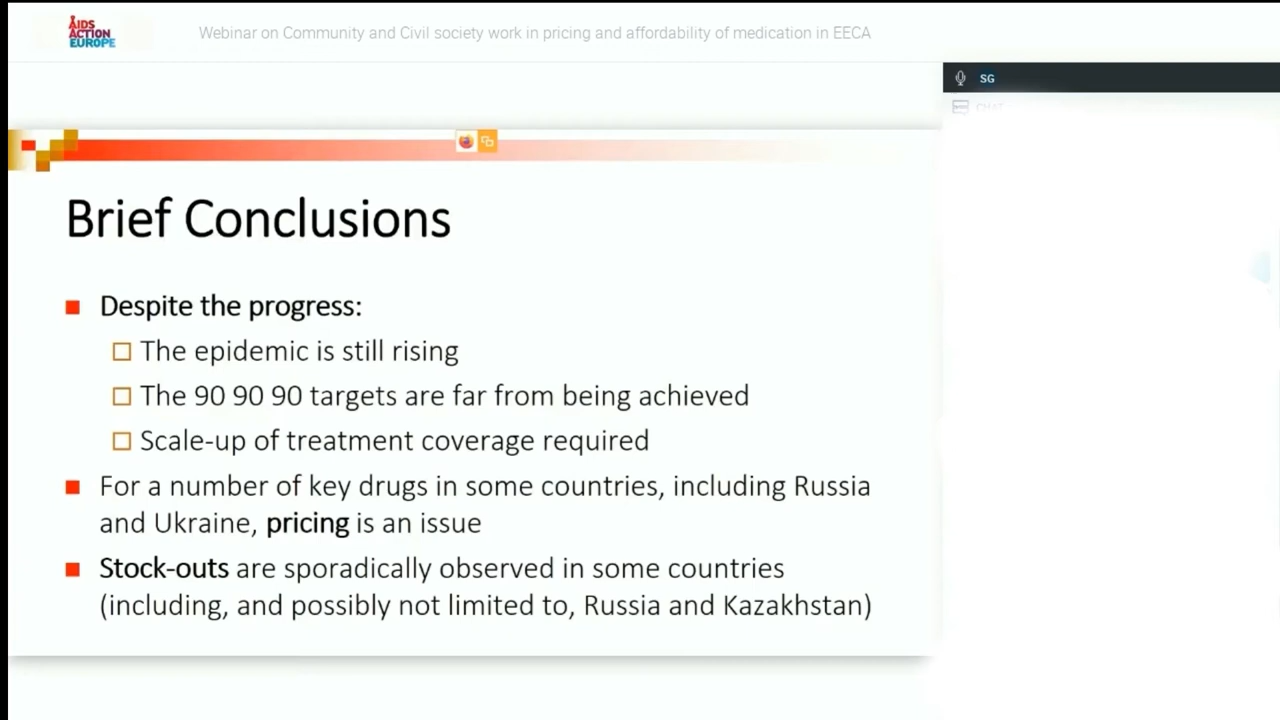 AIDS
ACTION
EUROPE
Webinar on Community and Civil society work in pricing and affordability of medication in EECA
SG
CHAT
Brief Conclusions
Despite the progress:
The epidemic is still rising
The 90 90 90 targets are far from being achieved
Scale-up of treatment coverage required
For a number of key drugs in some countries, including Russia
and Ukraine, pricing is an issue
Stock-outs are sporadically observed in some countries
(including, and possibly not limited to, Russia and Kazakhstan)